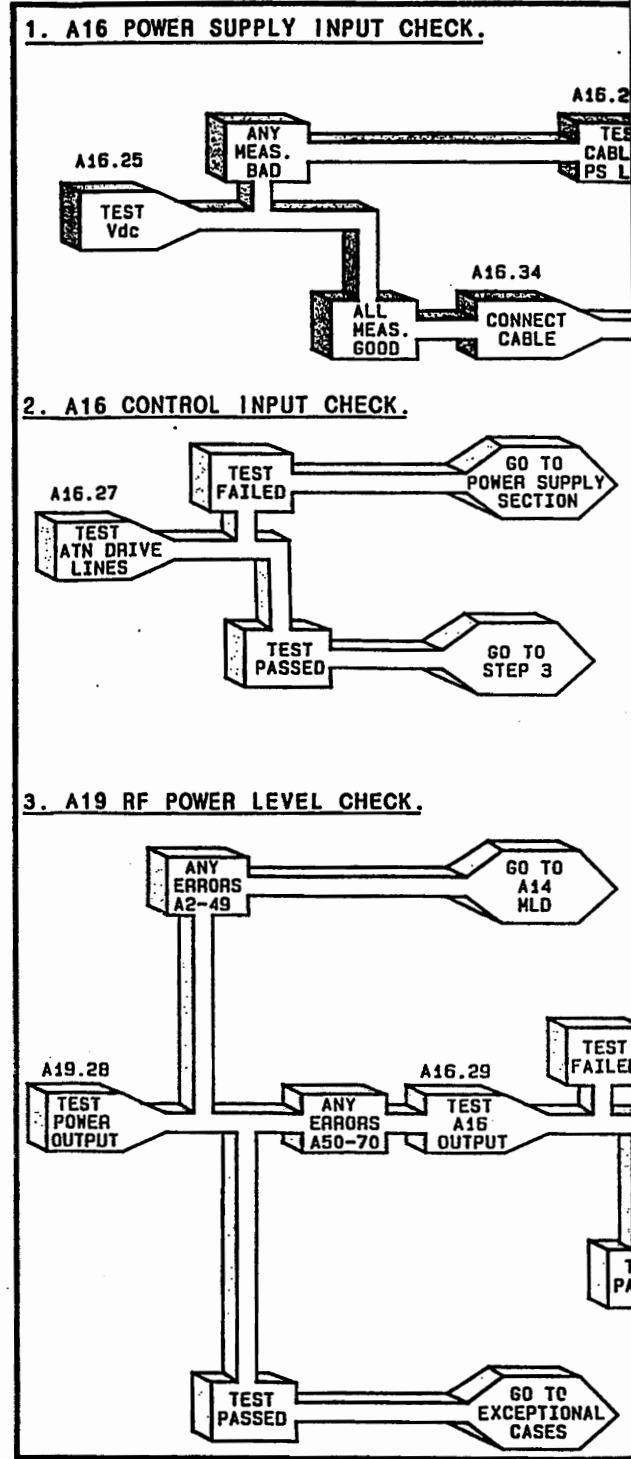 1. A16 POWER SUPPLY INPUT CHECK.
ANY
MEAS.
BAD
A16.25
TEST
Vdc
ALL
MEAS.
GOOD
A16.34
CONNECT
CABLE
2. A16 CONTROL INPUT CHECK.
TEST
FAILED
GO TO
POWER SUPPLY
SECTION
A16.27
TEST
ATN DRIVE
LINES
TEST
PASSED
GO TO
STEP 3
3. A19 RF POWER LEVEL CHECK.
ANY
ERRORS
A2-49
GO TO
A14
MLD
A19.28
TEST
POWER
OUTPUT
ANY
ERRORS
A50-70
A16.29
TEST
A16
OUTPUT
TEST
FAILED
TEST
PASSED
GO TO
EXCEPTIONAL
CASES